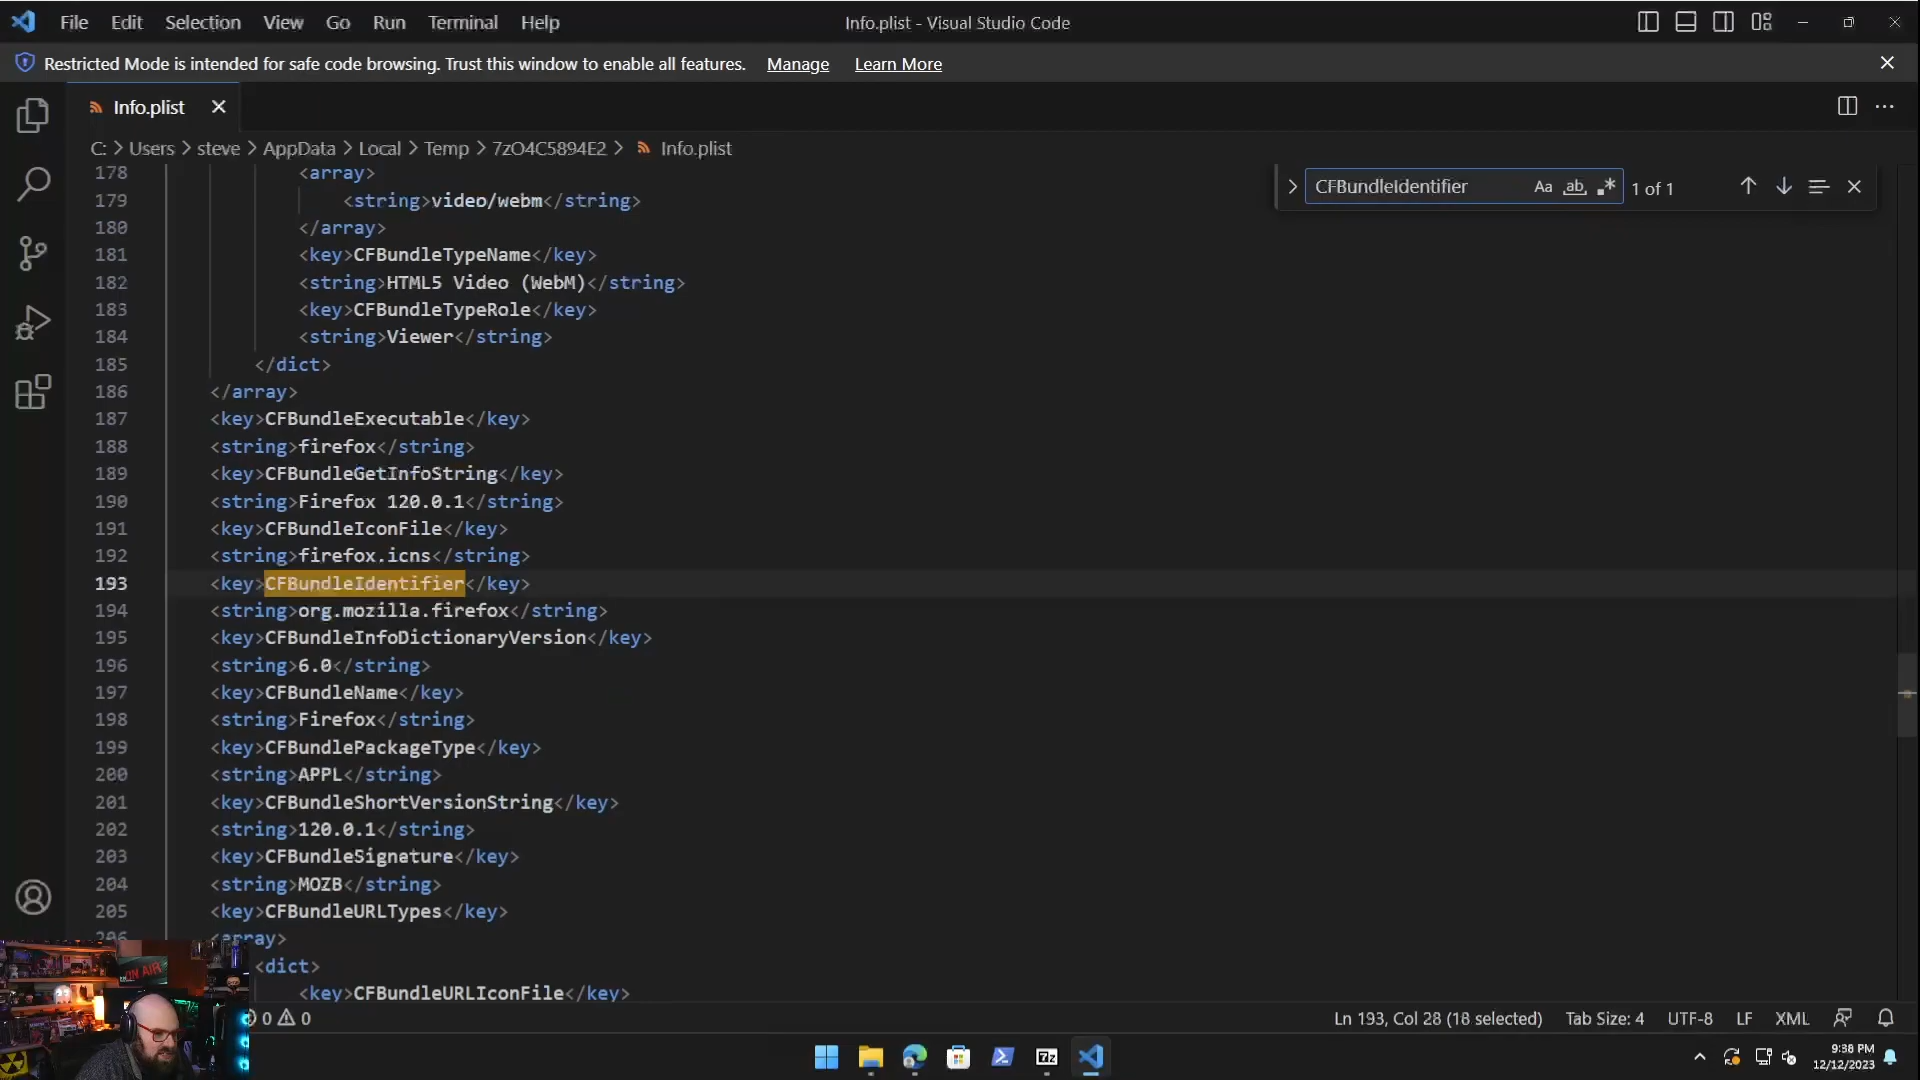 File Edit Selection View Go Run Terminal Help
Info.plist - Visual Studio Code
Restricted Mode is intended for safe code browsing. Trust this window to enable all features. Manage Learn More
Info.plist
C: > Users > steve > AppData > Local > Temp > 7zO4C5894E2 > Info.plist
CFBundleIdentifier Aa ab .* 1 of 1
178 <array>
179 <string>video/webm</string>
180 </array>
181 <key>CFBundleTypeName</key>
182 <string>HTML5 Video (WebM)</string>
183 <key>CFBundleTypeRole</key>
184 <string>Viewer</string>
185 </dict>
186 </array>
187 <key>CFBundleExecutable</key>
188 <string>firefox</string>
189 <key>CFBundleGetInfoString</key>
190 <string>Firefox 120.0.1</string>
191 <key>CFBundleIconFile</key>
192 <string>firefox.icns</string>
193 <key>CFBundleIdentifier</key>
194 <string>org.mozilla.firefox</string>
195 <key>CFBundleInfoDictionaryVersion</key>
196 <string>6.0</string>
197 <key>CFBundleName</key>
198 <string>Firefox</string>
199 <key>CFBundlePackageType</key>
200 <string>APPL</string>
201 <key>CFBundleShortVersionString</key>
202 <string>120.0.1</string>
203 <key>CFBundleSignature</key>
204 <string>MOZB</string>
205 <key>CFBundleURLTypes</key>
206 <array>
<dict>
<key>CFBundleURLIconFile</key>
ON AIR
0 0
Ln 193, Col 28 (18 selected) Tab Size: 4 UTF-8 LF XML
7z
9:38 PM
12/12/2023